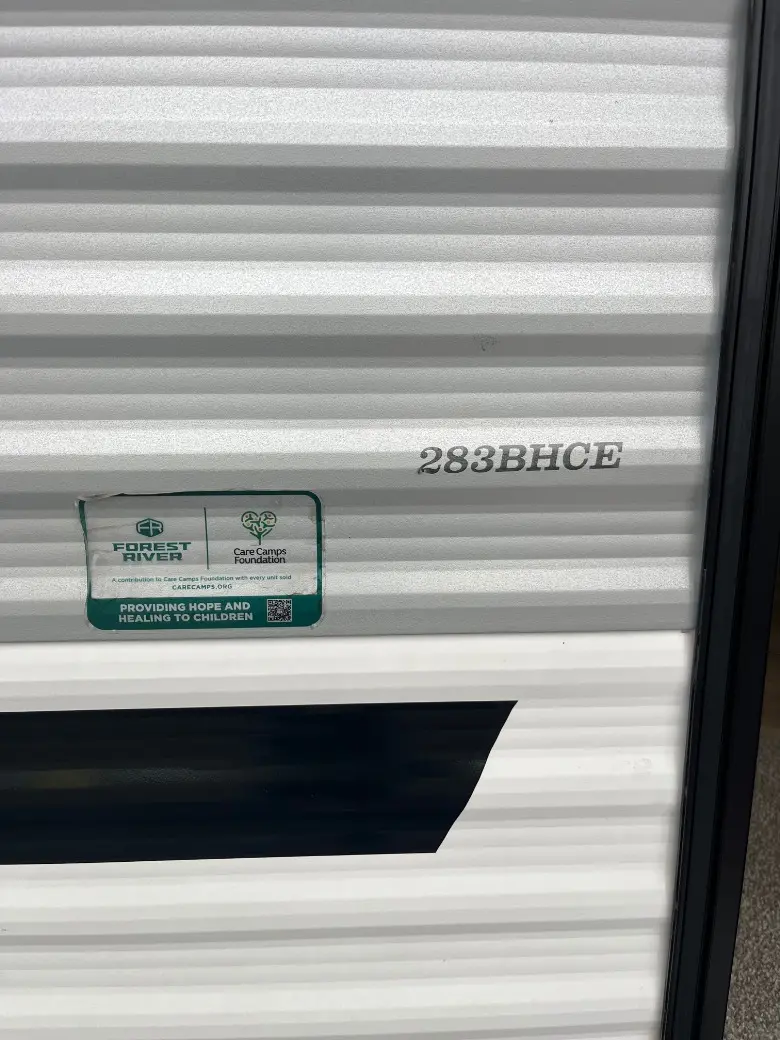 283BHCE
FR
FOREST
RIVER
Care Camps
Foundation
A contribution to Care Camps Foundation with every unit sold
CARECAMPS.ORG
PROVIDING HOPE AND
HEALING TO CHILDREN